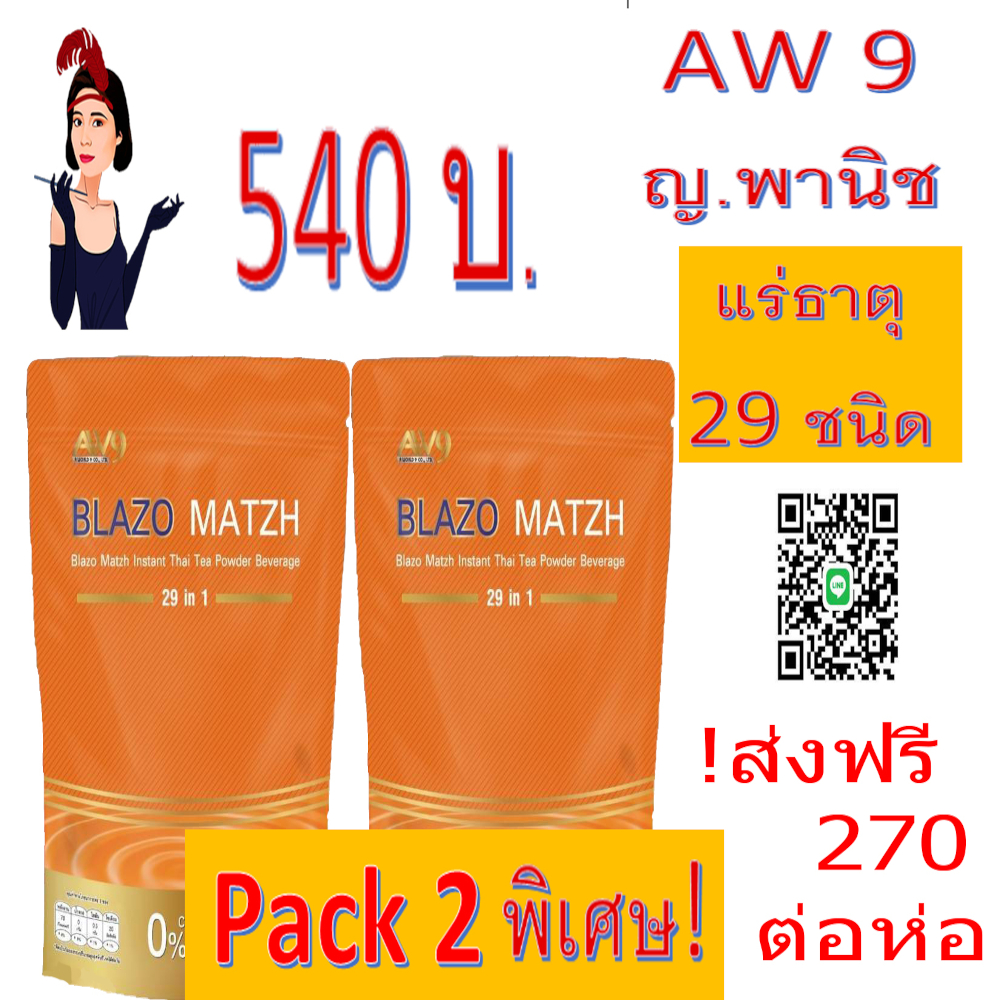 AW 9
ญ.พานิช
540 บ.
แร่ธาตุ
29 ชนิด
AW9
BLAZO MATZH
Blazo Matzh Instant Thai Tea Powder Beverage
29 in 1
AW9
BLAZO MATZH
Blazo Matzh Instant Thai Tea Powder Beverage
29 in 1
LINE
!ส่งฟรี
270
ต่อห่อ
Pack 2 พิเศษ!
0%